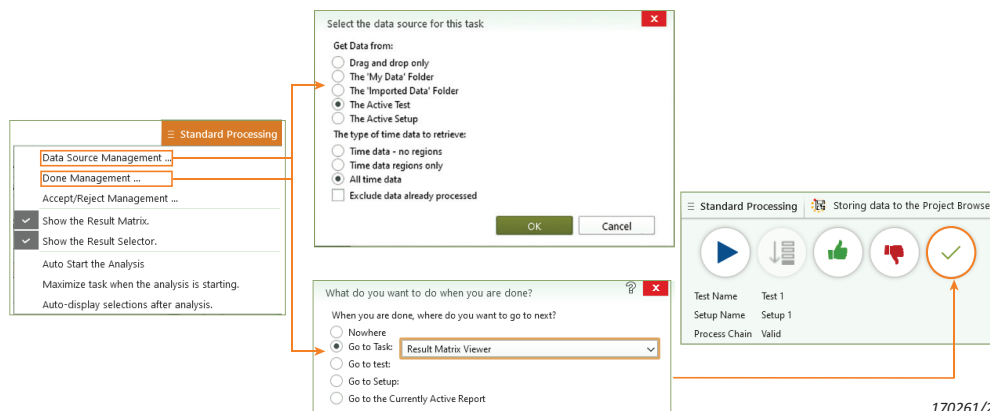 Select the data source for this task
Get Data from:
Drag and drop only
The 'My Data' Folder
The 'Imported Data' Folder
The Active Test
The Active Setup
The type of time data to retrieve:
Time data - no regions
Time data regions only
All time data
Exclude data already processed
OK Cancel
Standard Processing
Data Source Management ...
Done Management ...
Accept/Reject Management ...
Show the Result Matrix.
Show the Result Selector.
Auto Start the Analysis
Maximize task when the analysis is starting.
Auto-display selections after analysis.
What do you want to do when you are done?
When you are done, where do you want to go to next?
Nowhere
Go to Task: Result Matrix Viewer
Go to test:
Go to Setup:
Go to the Currently Active Report
Standard Processing Storing data to the Project Browse
Test Name Test 1
Setup Name Setup 1
Process Chain Valid
170261/2